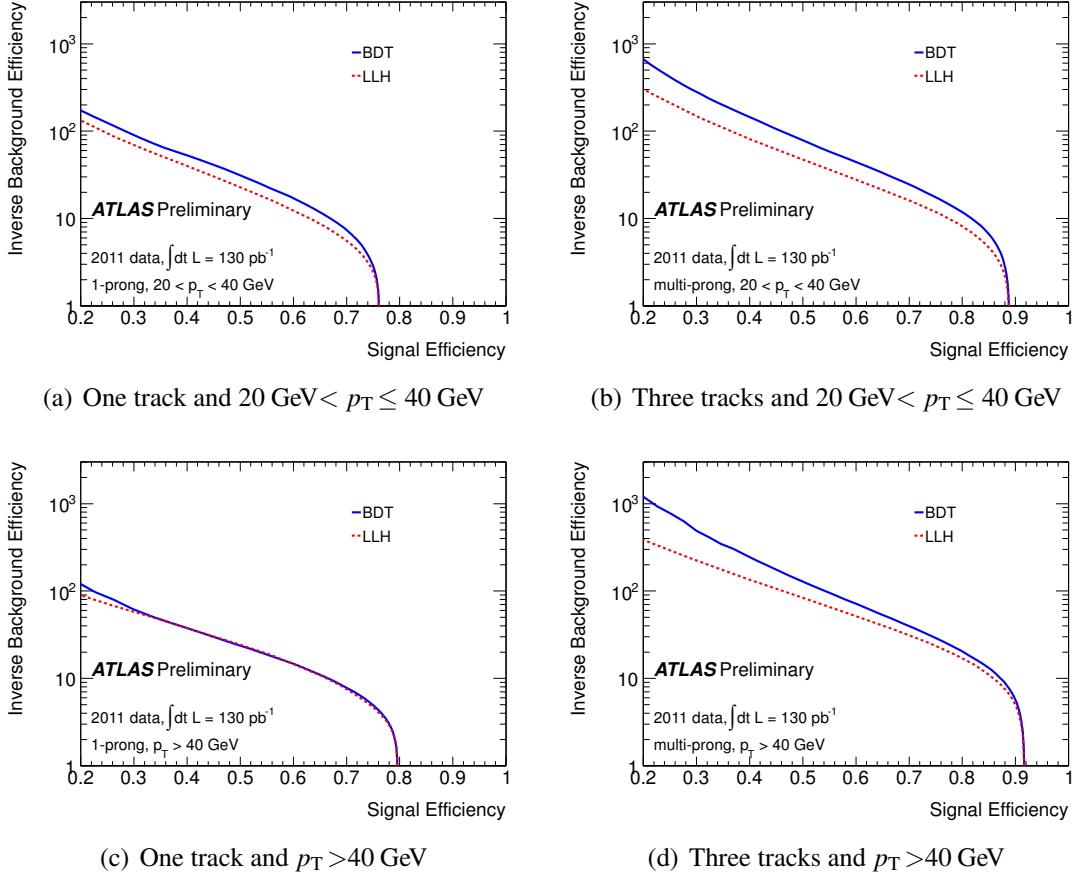 Inverse Background Efficiency
10³
10²
10
1
BDT
LLH
ATLAS Preliminary
2011 data, ∫dt L = 130 pb⁻¹
1-prong, 20 < p_T < 40 GeV
0.2 0.3 0.4 0.5 0.6 0.7 0.8 0.9 1
Signal Efficiency
(a) One track and 20 GeV< p_T ≤ 40 GeV
Inverse Background Efficiency
10³
10²
10
1
BDT
LLH
ATLAS Preliminary
2011 data, ∫dt L = 130 pb⁻¹
multi-prong, 20 < p_T < 40 GeV
0.2 0.3 0.4 0.5 0.6 0.7 0.8 0.9 1
Signal Efficiency
(b) Three tracks and 20 GeV< p_T ≤ 40 GeV
Inverse Background Efficiency
10³
10²
10
1
BDT
LLH
ATLAS Preliminary
2011 data, ∫dt L = 130 pb⁻¹
1-prong, p_T > 40 GeV
0.2 0.3 0.4 0.5 0.6 0.7 0.8 0.9 1
Signal Efficiency
(c) One track and p_T >40 GeV
Inverse Background Efficiency
10³
10²
10
1
BDT
LLH
ATLAS Preliminary
2011 data, ∫dt L = 130 pb⁻¹
multi-prong, p_T > 40 GeV
0.2 0.3 0.4 0.5 0.6 0.7 0.8 0.9 1
Signal Efficiency
(d) Three tracks and p_T >40 GeV